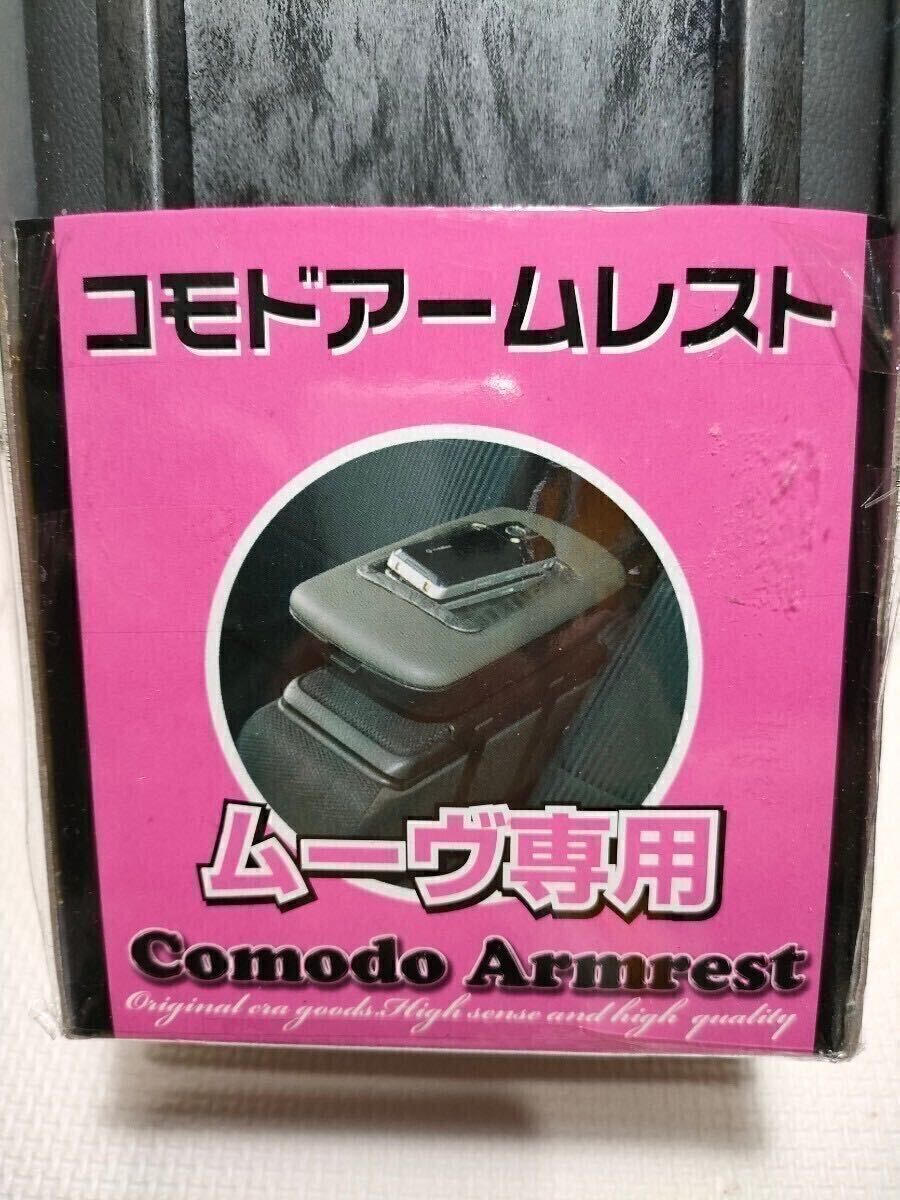 コモドアームレスト
ムーヴ専用
Comodo Armrest
Original era goods.High sense and high quality